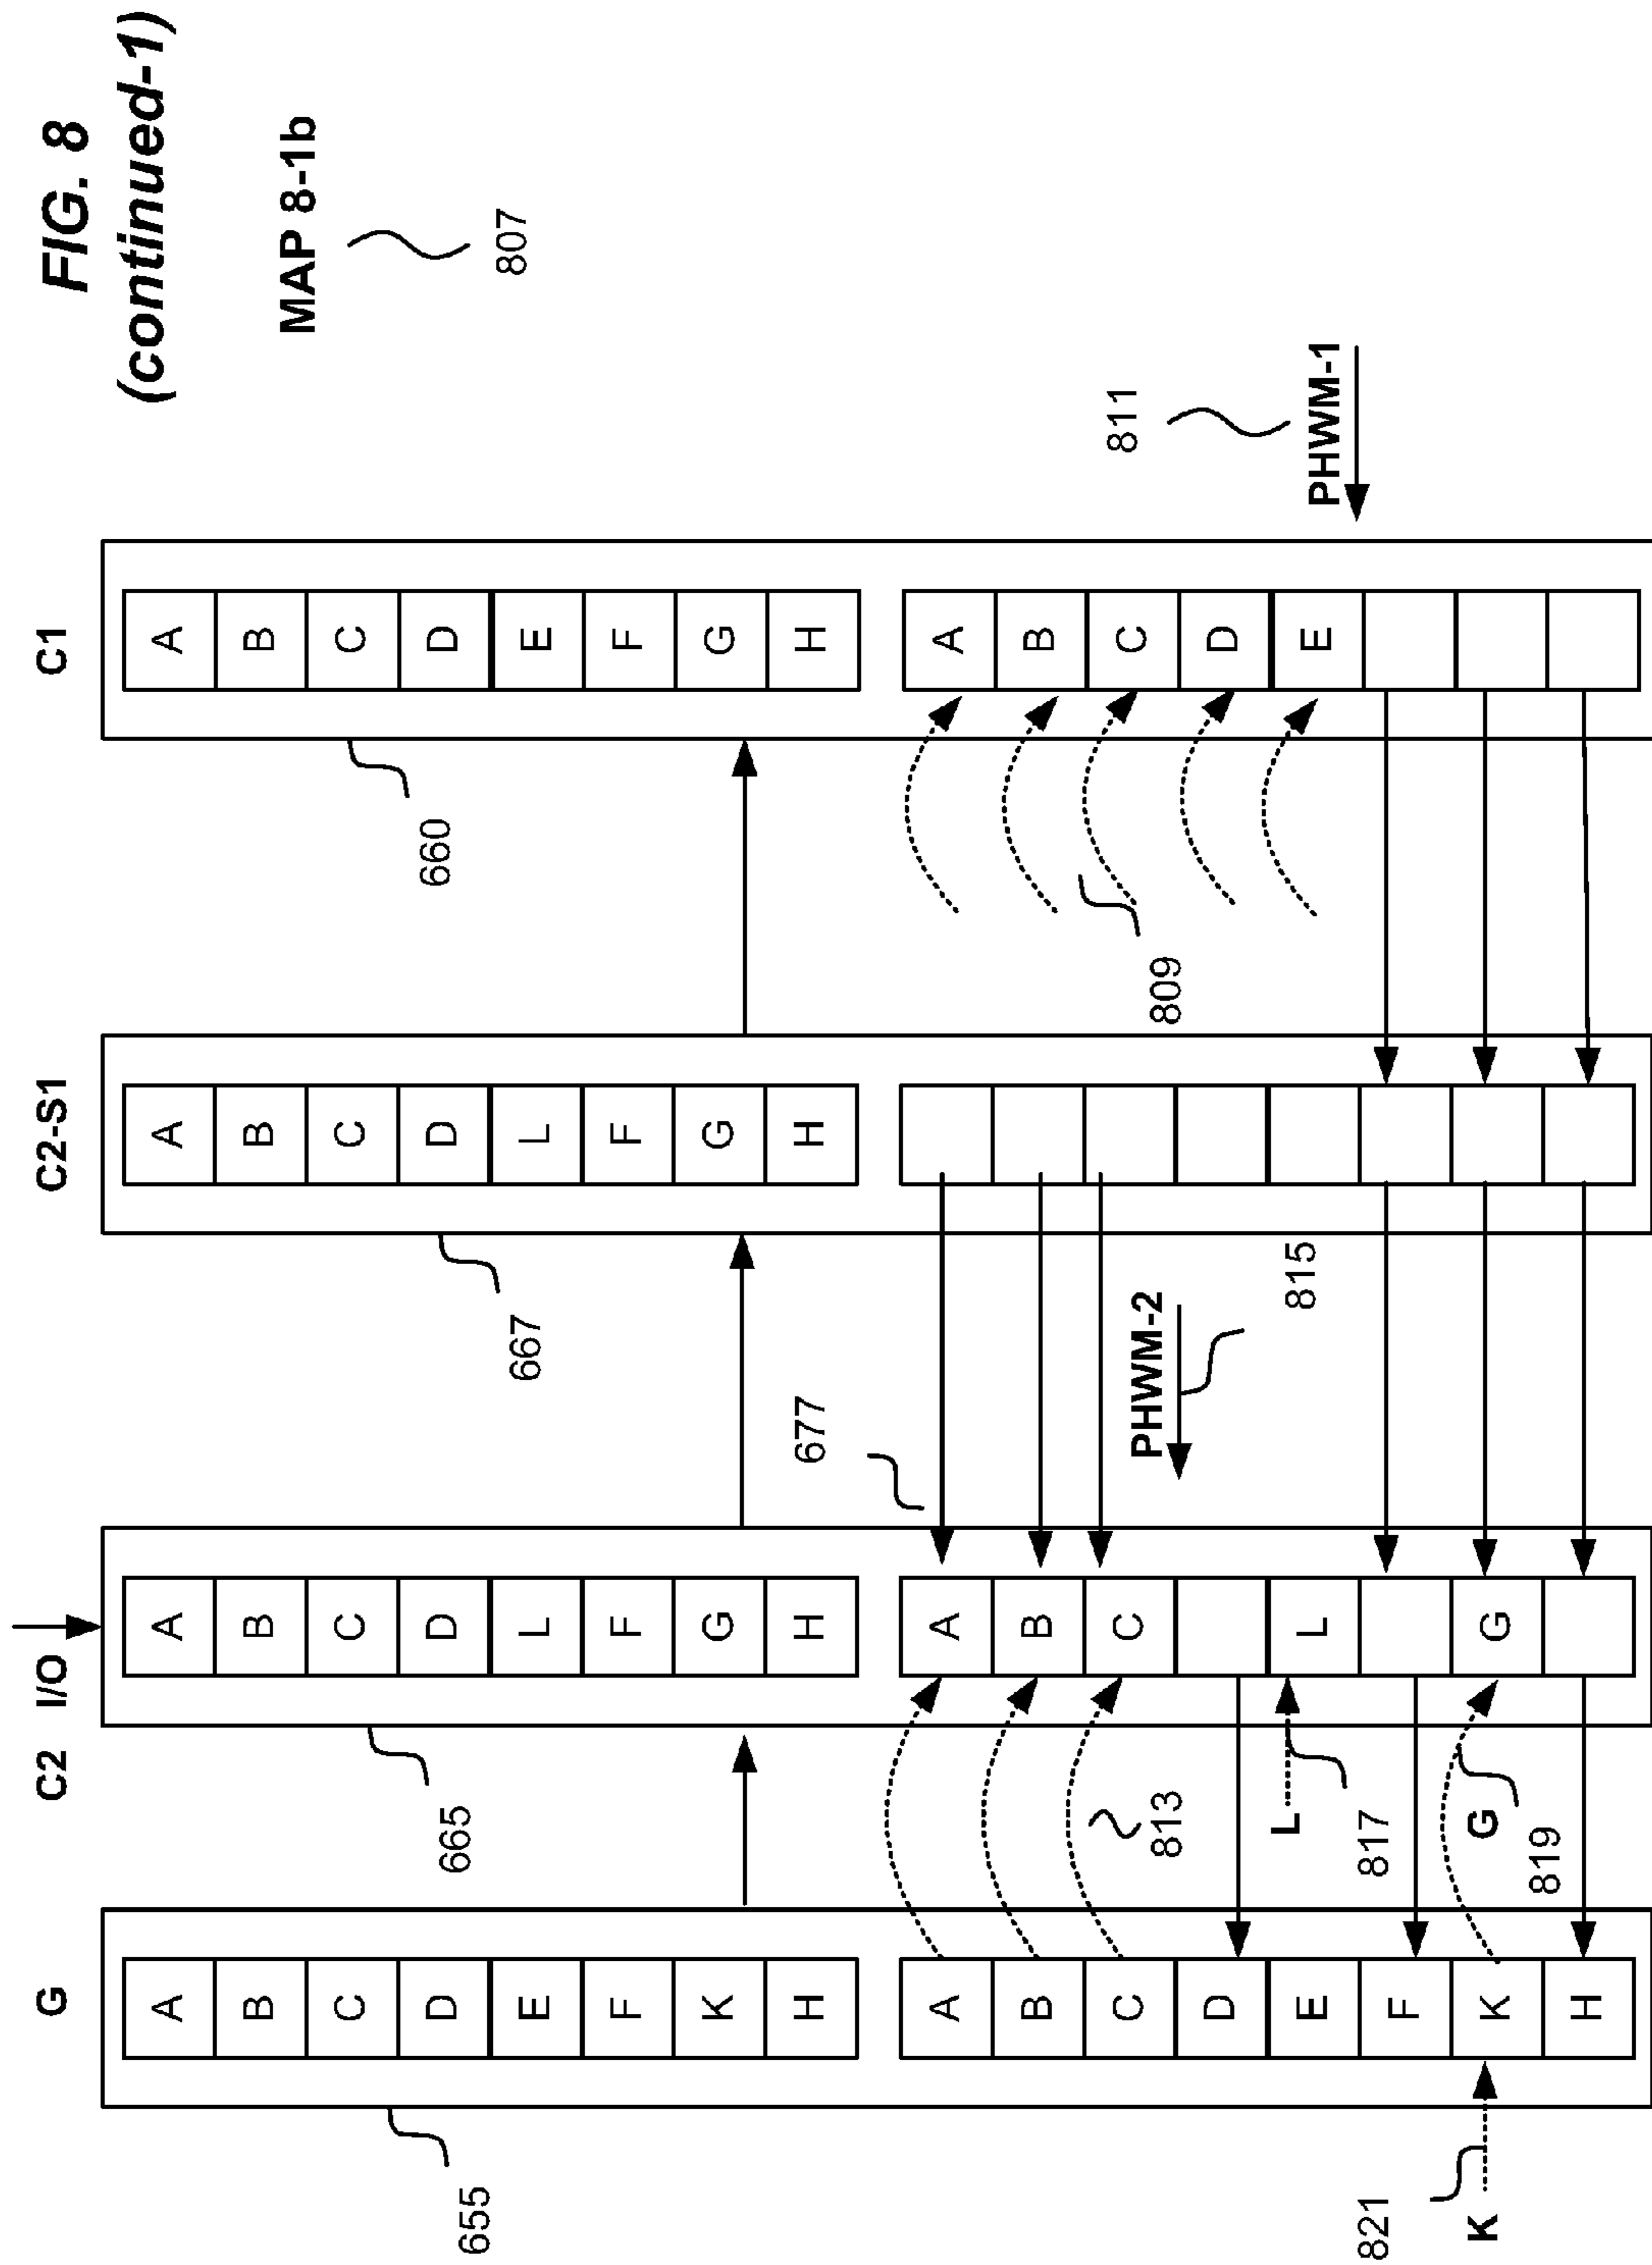 FIG. 8
(continued-1)
MAP 8-1b
807
G
A
B
C
D
E
F
K
H
A
B
C
D
E
F
K
H
655
821
K
C2 I/O
A
B
C
D
L
F
G
H
A
B
C
L
G
665
813
L
817
G
819
C2-S1
A
B
C
D
L
F
G
H
667
677
PHWM-2
815
C1
A
B
C
D
E
F
G
H
A
B
C
D
E
660
809
811
PHWM-1